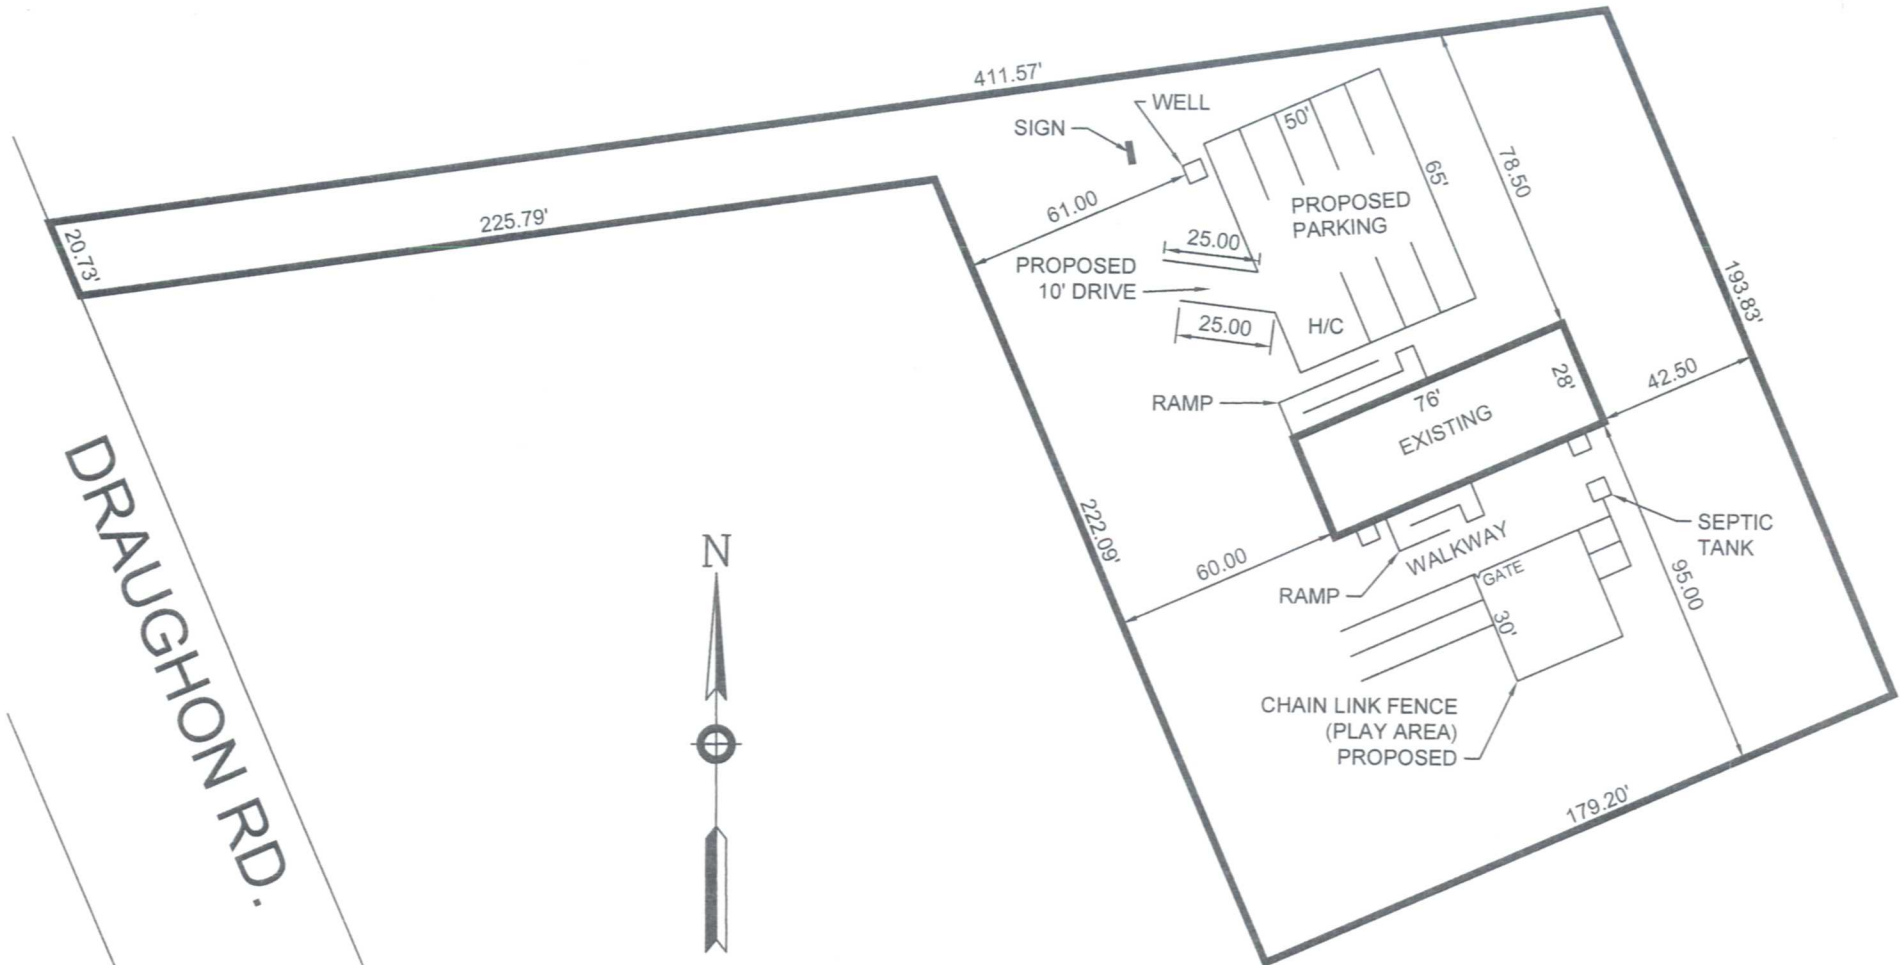 411.57'
WELL
SIGN
50'
65'
78.50
61.00
PROPOSED
PARKING
225.79'
20.73'
25.00
PROPOSED
10' DRIVE
25.00
H/C
193.83'
RAMP
76'
28'
EXISTING
42.50
DRAUGHON RD.
222.09'
N
60.00
WALKWAY
SEPTIC
TANK
RAMP
GATE
30'
95.00
CHAIN LINK FENCE
(PLAY AREA)
PROPOSED
179.20'